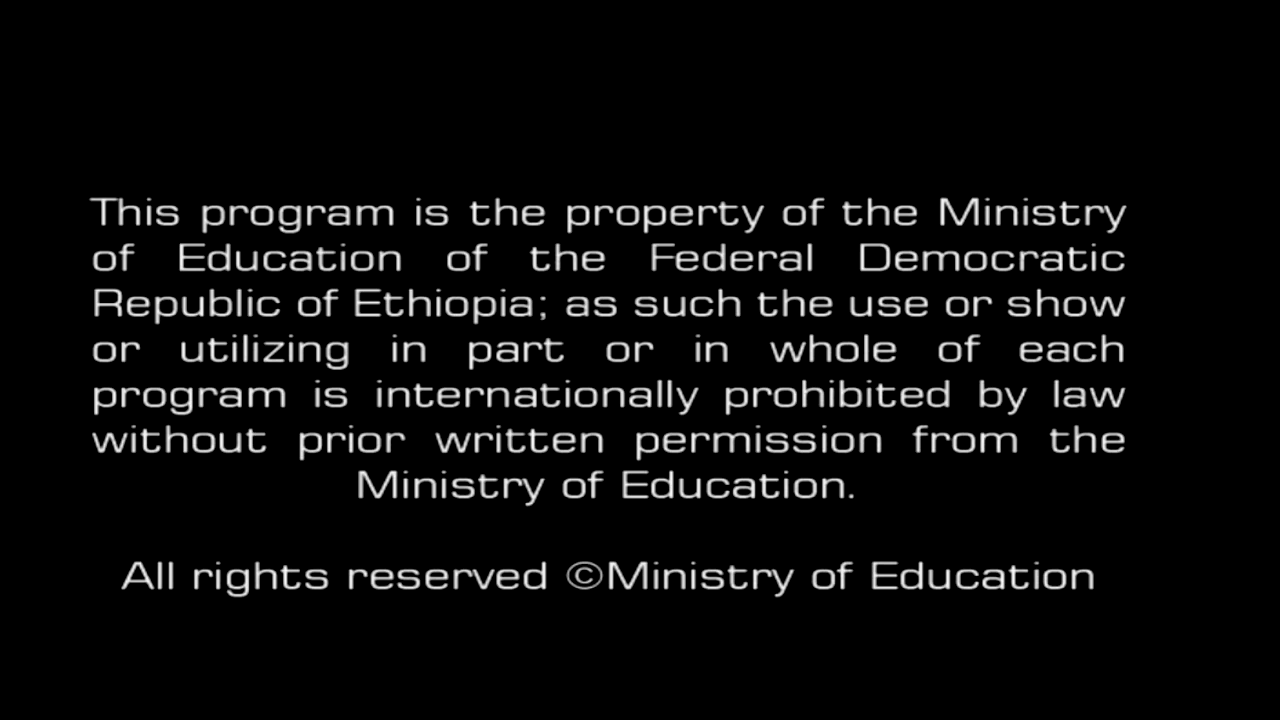 This program is the property of the Ministry
of Education of the Federal Democratic
Republic of Ethiopia; as such the use or show
or utilizing in part or in whole of each
program is internationally prohibited by law
without prior written permission from the
Ministry of Education.
All rights reserved ©Ministry of Education